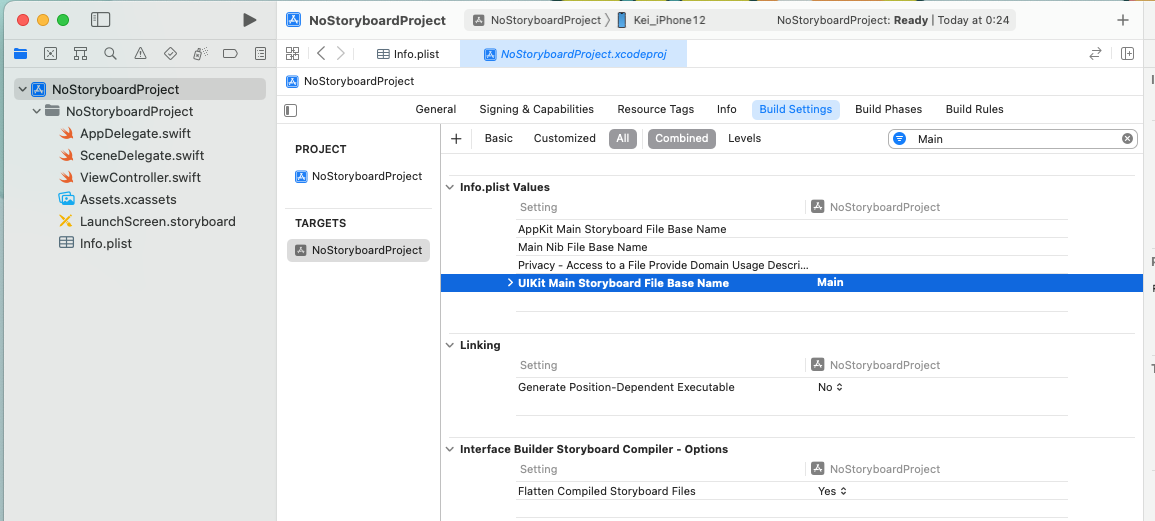 NoStoryboardProject
NoStoryboardProject
Kei_iPhone12
NoStoryboardProject: Ready | Today at 0:24
Info.plist
NoStoryboardProject.xcodeproj
NoStoryboardProject
NoStoryboardProject
NoStoryboardProject
AppDelegate.swift
SceneDelegate.swift
ViewController.swift
Assets.xcassets
LaunchScreen.storyboard
Info.plist
General
Signing & Capabilities
Resource Tags
Info
Build Settings
Build Phases
Build Rules
PROJECT
NoStoryboardProject
TARGETS
NoStoryboardProject
Basic
Customized
All
Combined
Levels
Main
Info.plist Values
Setting
NoStoryboardProject
AppKit Main Storyboard File Base Name
Main Nib File Base Name
Privacy - Access to a File Provide Domain Usage Descri...
UIKit Main Storyboard File Base Name
Main
Linking
Setting
NoStoryboardProject
Generate Position-Dependent Executable
No
Interface Builder Storyboard Compiler - Options
Setting
NoStoryboardProject
Flatten Compiled Storyboard Files
Yes